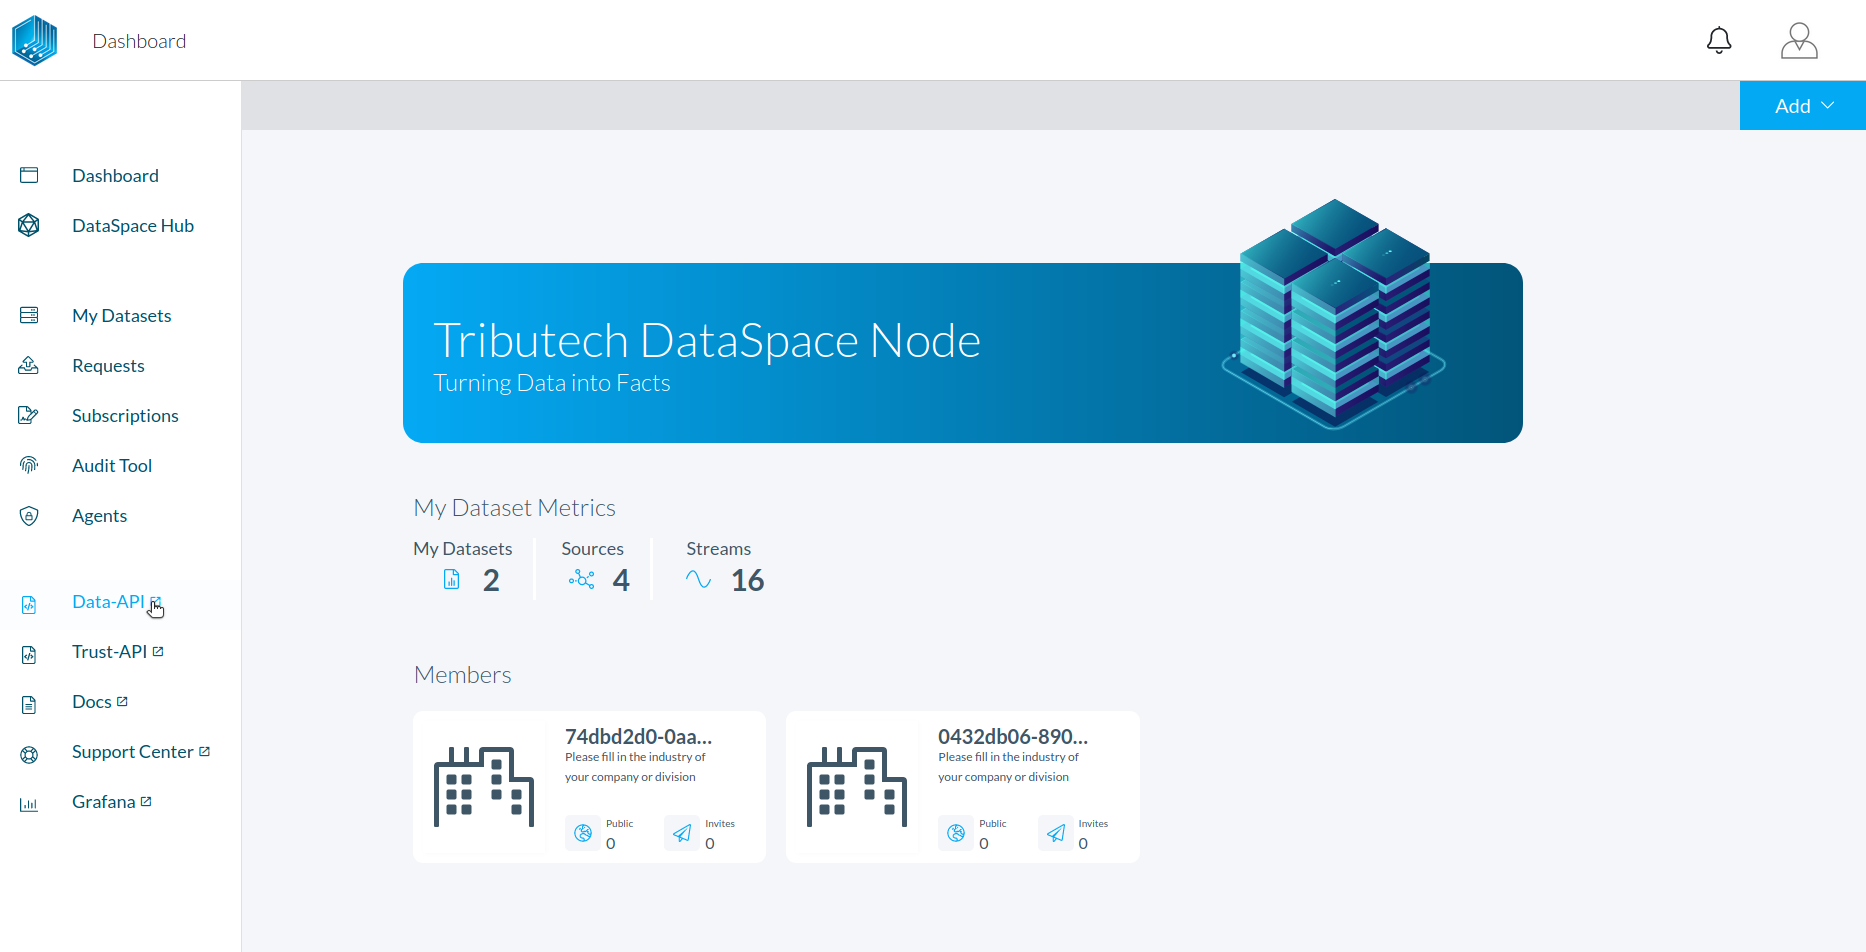 Dashboard
Add
Dashboard
DataSpace Hub
My Datasets
Requests
Subscriptions
Audit Tool
Agents
Data-API
Trust-API
Docs
Support Center
Grafana
Tributech DataSpace Node
Turning Data into Facts
My Dataset Metrics
My Datasets
2
Sources
4
Streams
16
Members
74dbd2d0-0aa...
Please fill in the industry of
your company or division
Public
0
Invites
0
0432db06-890...
Please fill in the industry of
your company or division
Public
0
Invites
0